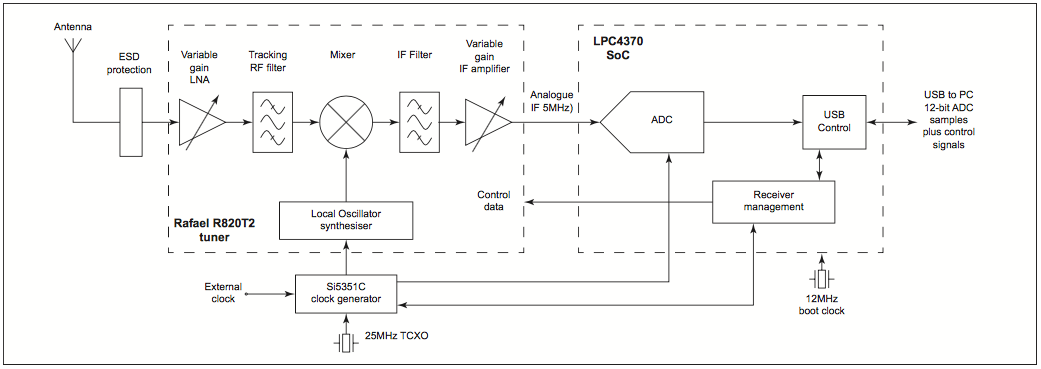 Antenna
ESD
protection
Variable
gain
LNA
Tracking
RF filter
Mixer
IF Filter
Variable
gain
IF amplifier
Analogue
IF 5MHz)
LPC4370
SoC
ADC
USB
Control
USB to PC
12-bit ADC
samples
plus control
signals
Receiver
management
Control
data
Rafael R820T2
tuner
Local Oscillator
synthesiser
External
clock
Si5351C
clock generator
25MHz TCXO
12MHz
boot clock